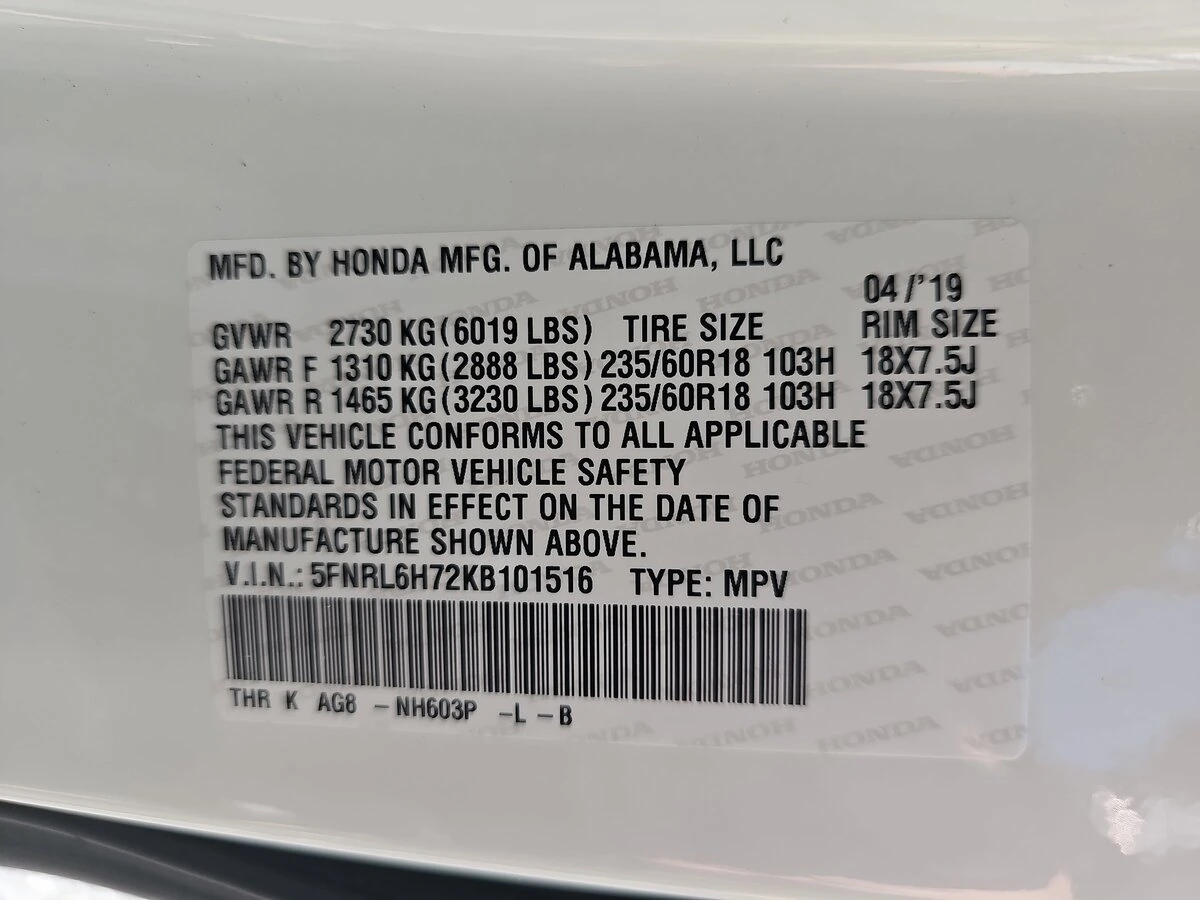 MFD. BY HONDA MFG. OF ALABAMA, LLC
04/'19
GVWR 2730 KG(6019 LBS) TIRE SIZE RIM SIZE
GAWR F 1310 KG(2888 LBS) 235/60R18 103H 18X7.5J
GAWR R 1465 KG(3230 LBS) 235/60R18 103H 18X7.5J
THIS VEHICLE CONFORMS TO ALL APPLICABLE
FEDERAL MOTOR VEHICLE SAFETY
STANDARDS IN EFFECT ON THE DATE OF
MANUFACTURE SHOWN ABOVE.
V.I.N.: 5FNRL6H72KB101516 TYPE: MPV
THR K AG8 -NH603P -L -B